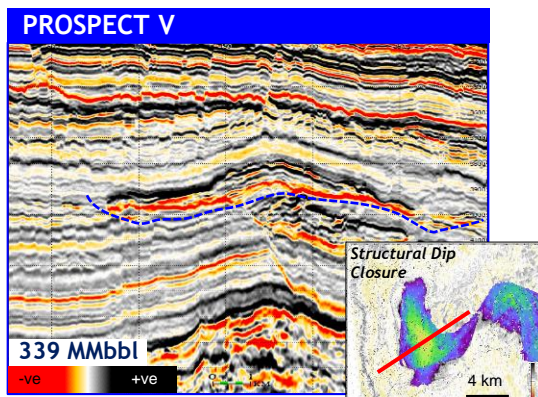 PROSPECT V
Structural Dip
Closure
339 MMbbl
-ve
+ve
4 km